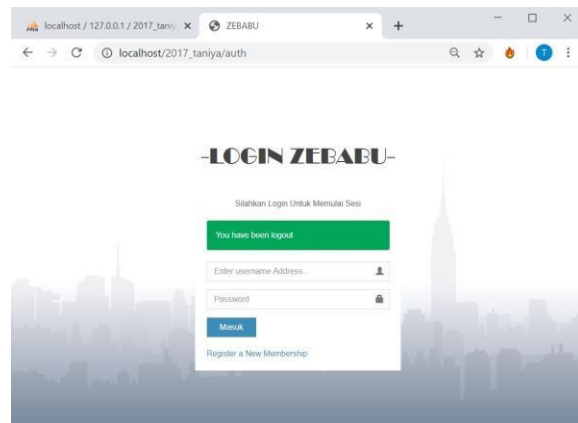 localhost / 127.0.0.1 / 2017_taniy
ZEBABU
localhost/2017_taniya/auth
T
-LOGIN ZEBABU-
Silahkan Login Untuk Memulai Sesi
You have been logout
Enter username Address...
Password
Masuk
Register a New Membership